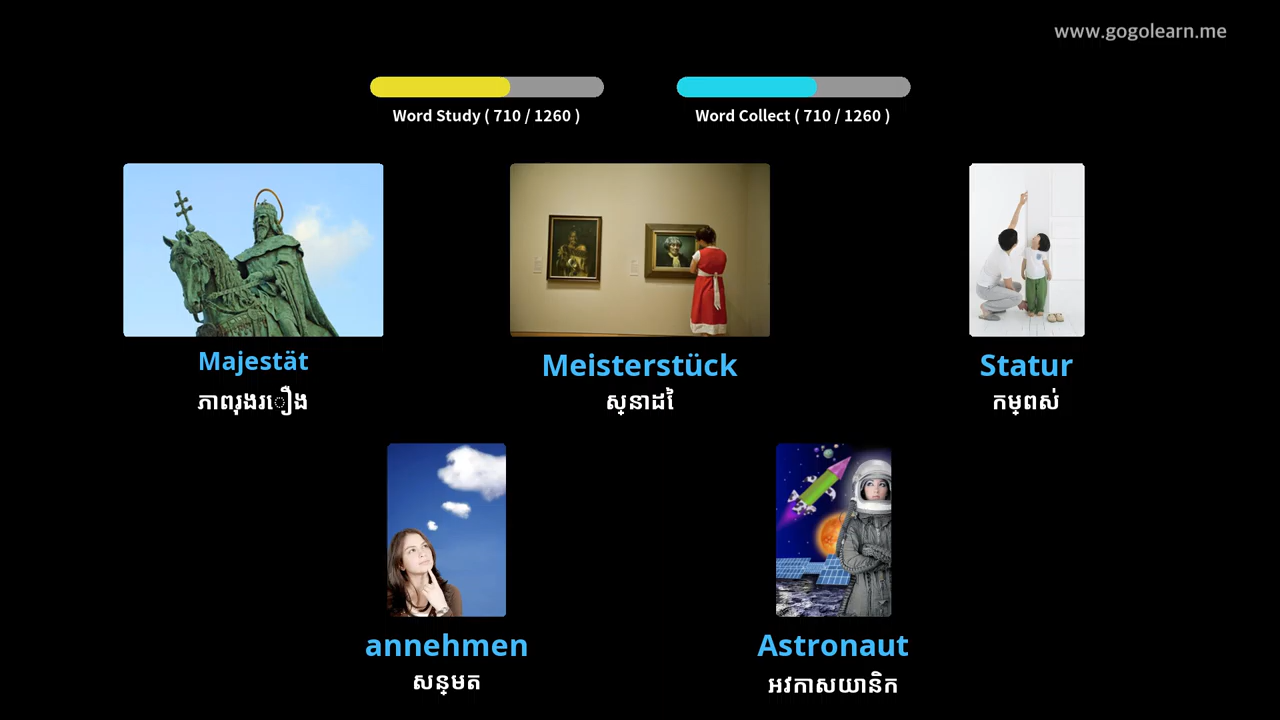 www.gogolearn.me
Word Study ( 710 / 1260 )
Word Collect ( 710 / 1260 )
Majestät
ភាពរុងរឿង
Meisterstück
ស្នាដៃ
Statur
កម្ពស់
annehmen
សន្មត
Astronaut
អវកាសយានិក